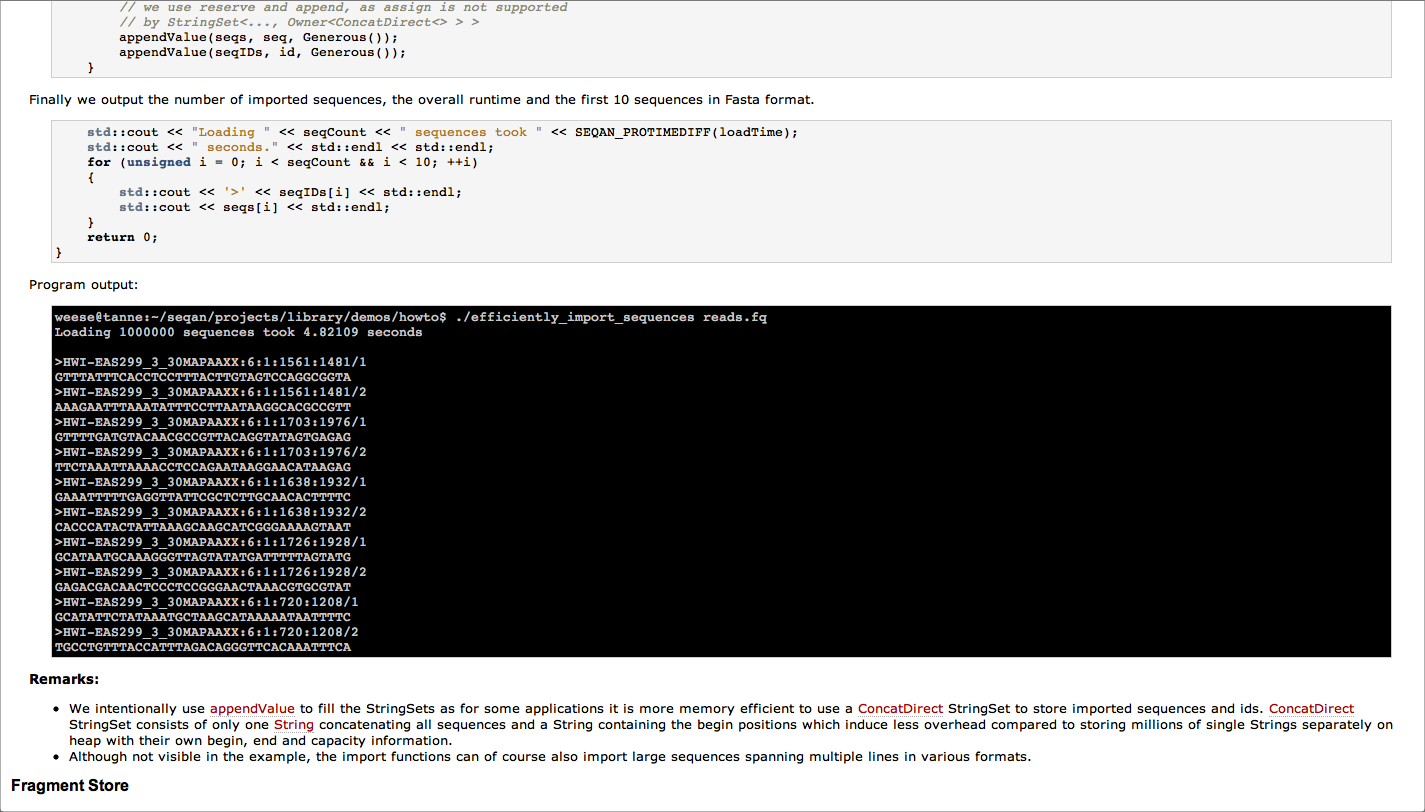 // we use reserve and append, as assign is not supported
// by StringSet<..., Owner<ConcatDirect<> > >
appendValue(seqs, seq, Generous());
appendValue(seqIDs, id, Generous());
}
Finally we output the number of imported sequences, the overall runtime and the first 10 sequences in Fasta format.
std::cout << "Loading " << seqCount << " sequences took " << SEQAN_PROTIMEDIFF(loadTime);
std::cout << " seconds." << std::endl << std::endl;
for (unsigned i = 0; i < seqCount && i < 10; ++i)
{
std::cout << '>' << seqIDs[i] << std::endl;
std::cout << seqs[i] << std::endl;
}
return 0;
}
Program output:
weese@tanne:~/seqan/projects/library/demos/howto$ ./efficiently_import_sequences reads.fq
Loading 1000000 sequences took 4.82109 seconds
>HWI-EAS299_3_30MAPAAXX:6:1:1561:1481/1
GTTTATTTCACCTCCTTTACTTGTAGTCCAGGCGGTA
>HWI-EAS299_3_30MAPAAXX:6:1:1561:1481/2
AAAGAATTTAAATATTTCCTTAATAAGGCACGCCGTT
>HWI-EAS299_3_30MAPAAXX:6:1:1703:1976/1
GTTTTGATGTACAACGCCGTTACAGGTATAGTGAGAG
>HWI-EAS299_3_30MAPAAXX:6:1:1703:1976/2
TTCTAAATTAAAACCTCCAGAATAAGGAACATAAGAG
>HWI-EAS299_3_30MAPAAXX:6:1:1638:1932/1
GAAATTTTTGAGGTTATTCGCTCTTGCAACACTTTTC
>HWI-EAS299_3_30MAPAAXX:6:1:1638:1932/2
CACCCATACTATTAAAGCAAGCATCGGGAAAAGTAAT
>HWI-EAS299_3_30MAPAAXX:6:1:1726:1928/1
GCATAATGCAAAGGGTTAGTATATGATTTTTAGTATG
>HWI-EAS299_3_30MAPAAXX:6:1:1726:1928/2
GAGACGACAACTCCCTCCGGGAACTAAACGTGCGTAT
>HWI-EAS299_3_30MAPAAXX:6:1:720:1208/1
GCATATTCTATAAATGCTAAGCATAAAAATAATTTTC
>HWI-EAS299_3_30MAPAAXX:6:1:720:1208/2
TGCCTGTTTACCATTTAGACAGGGTTCACAAATTTCA
Remarks:
• We intentionally use appendValue to fill the StringSets as for some applications it is more memory efficient to use a ConcatDirect StringSet to store imported sequences and ids. ConcatDirect
StringSet consists of only one String concatenating all sequences and a String containing the begin positions which induce less overhead compared to storing millions of single Strings separately on
heap with their own begin, end and capacity information.
• Although not visible in the example, the import functions can of course also import large sequences spanning multiple lines in various formats.
Fragment Store